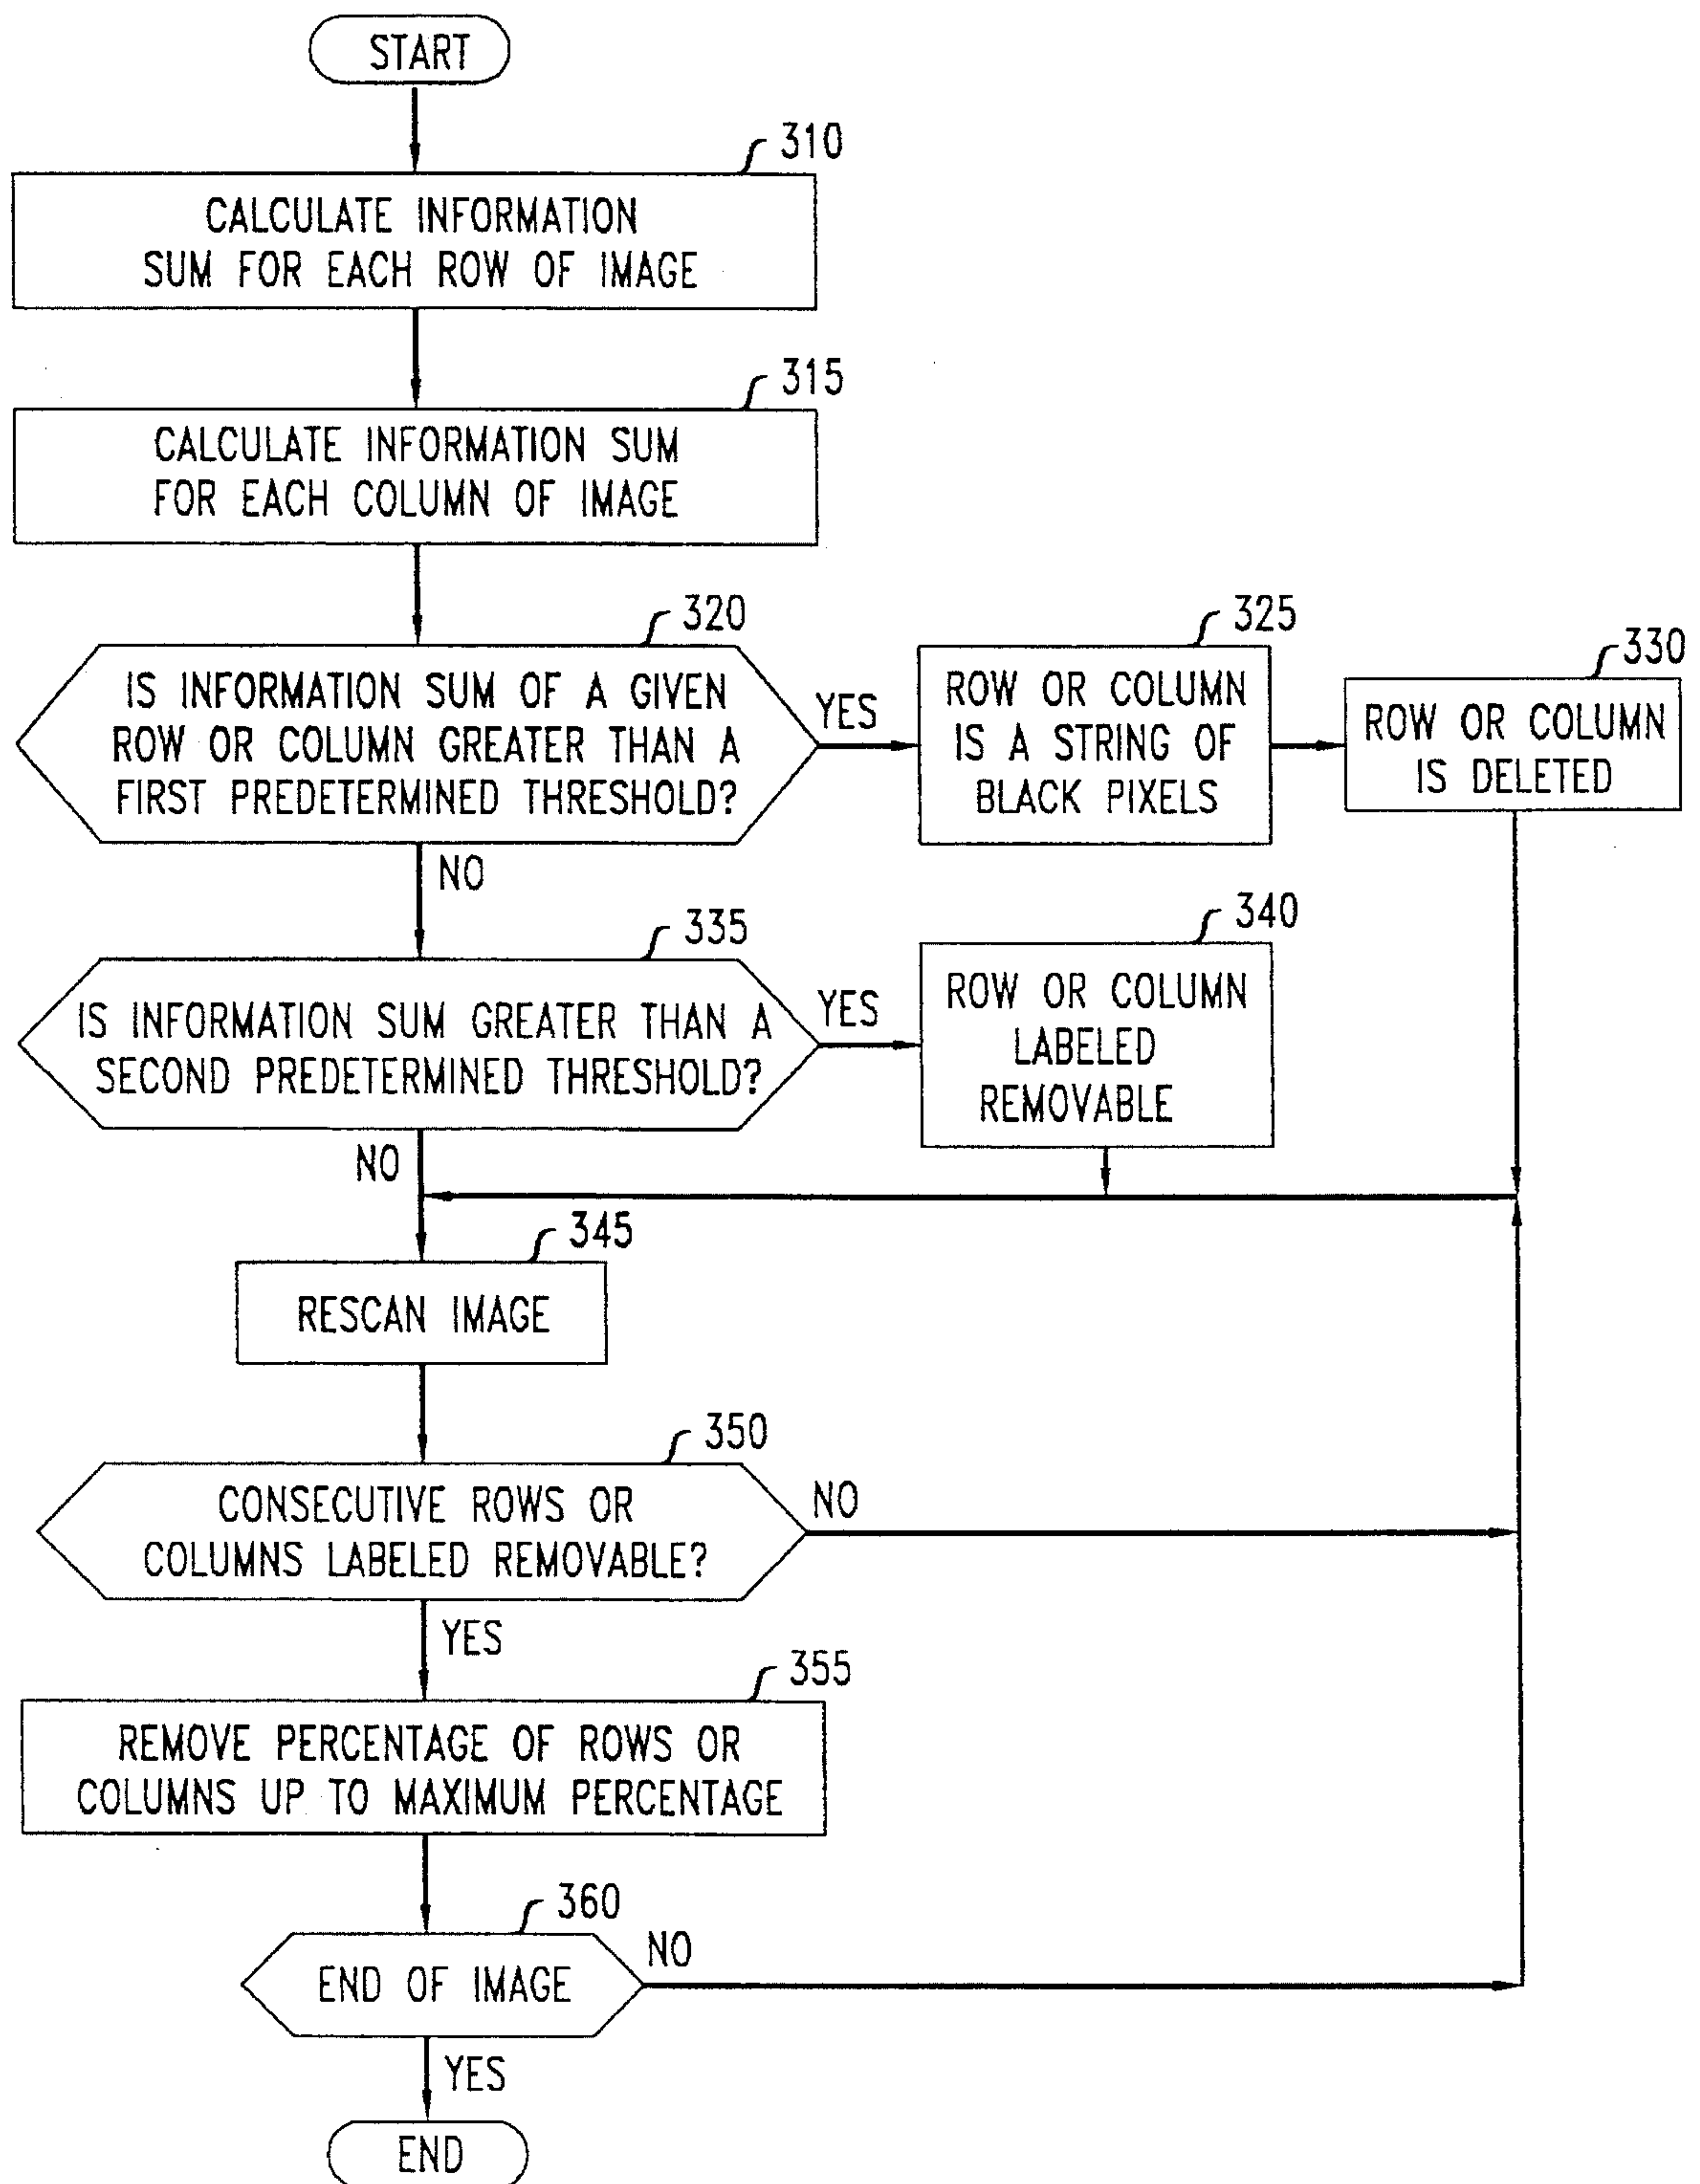 START
310
CALCULATE INFORMATION
SUM FOR EACH ROW OF IMAGE
315
CALCULATE INFORMATION SUM
FOR EACH COLUMN OF IMAGE
320
IS INFORMATION SUM OF A GIVEN
ROW OR COLUMN GREATER THAN A
FIRST PREDETERMINED THRESHOLD?
YES
325
ROW OR COLUMN
IS A STRING OF
BLACK PIXELS
330
ROW OR COLUMN
IS DELETED
NO
335
IS INFORMATION SUM GREATER THAN A
SECOND PREDETERMINED THRESHOLD?
YES
340
ROW OR COLUMN
LABELED
REMOVABLE
NO
345
RESCAN IMAGE
350
CONSECUTIVE ROWS OR
COLUMNS LABELED REMOVABLE?
NO
YES
355
REMOVE PERCENTAGE OF ROWS OR
COLUMNS UP TO MAXIMUM PERCENTAGE
360
END OF IMAGE
NO
YES
END